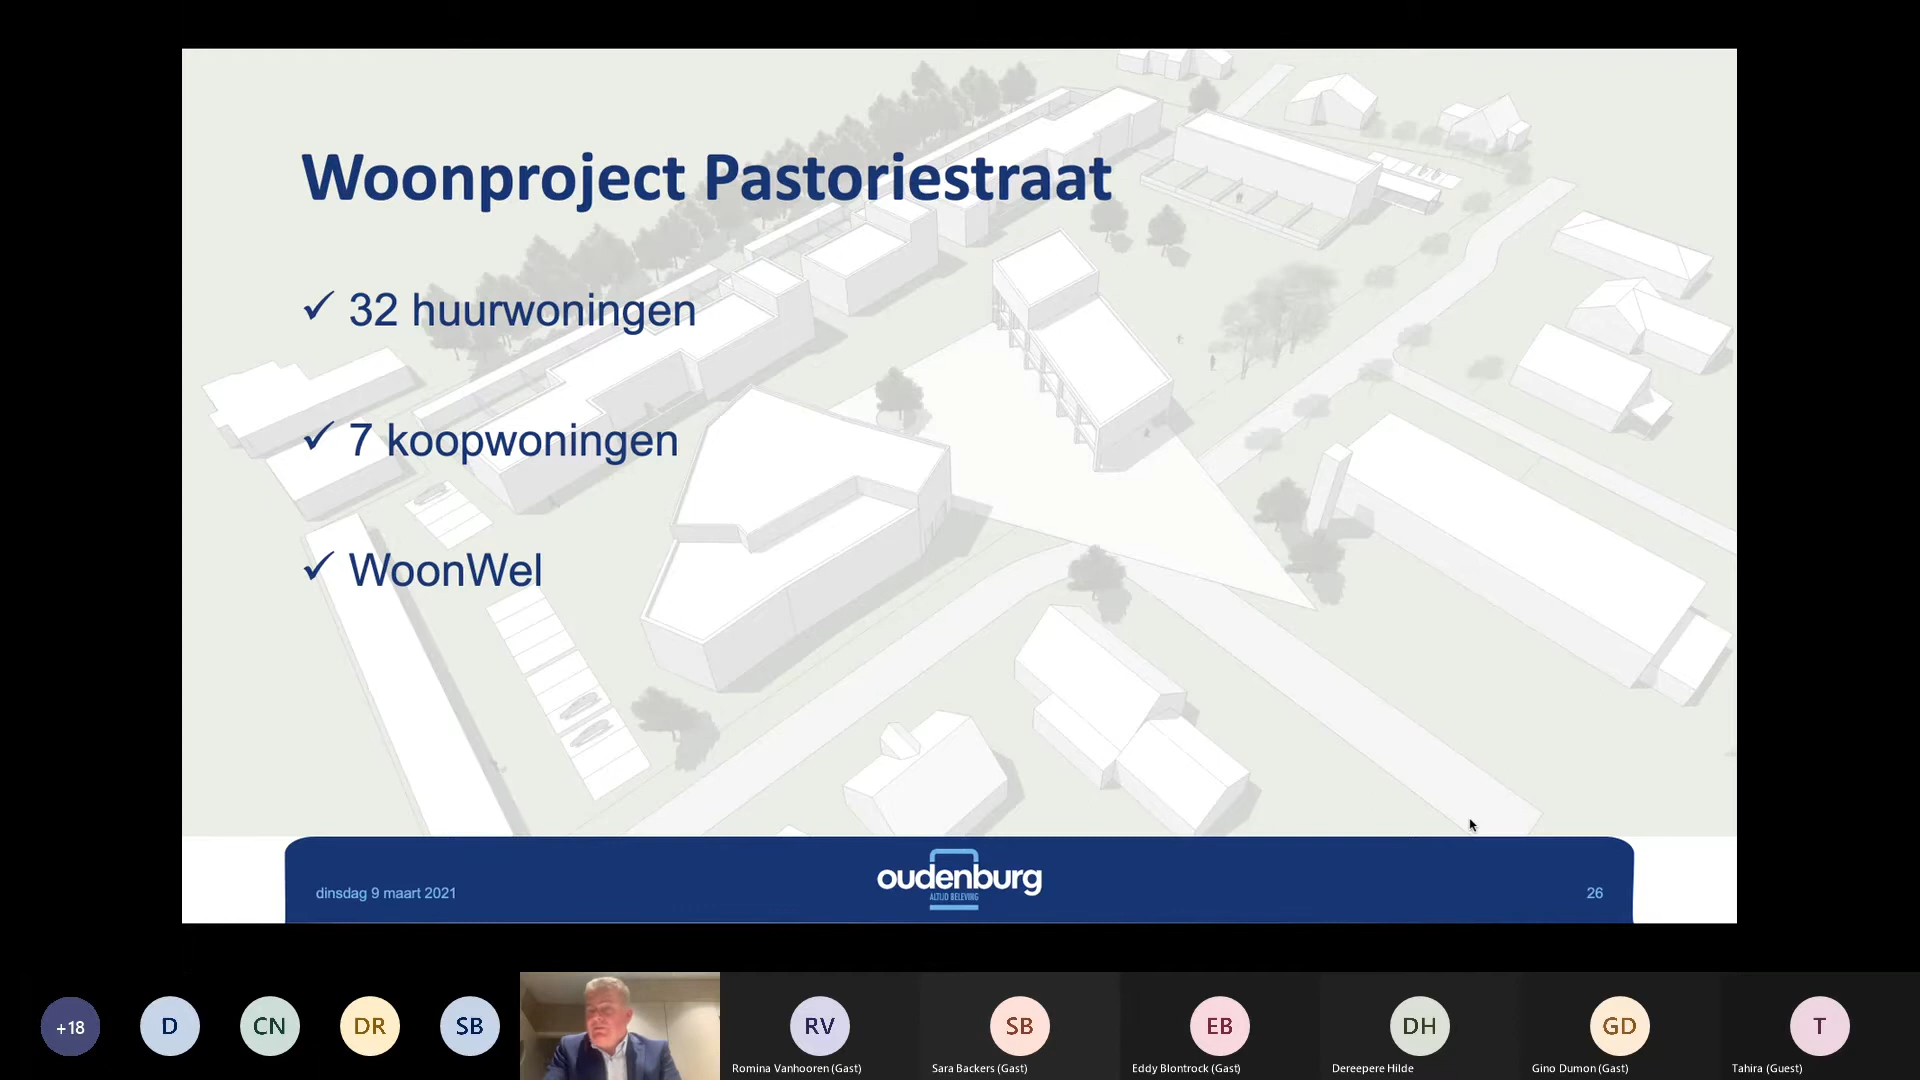 Woonproject Pastoriestraat
✓ 32 huurwoningen
✓ 7 koopwoningen
✓ WoonWel
dinsdag 9 maart 2021
oudenburg
ALTIJD BELEVING
26
+18
D
CN
DR
SB
RV
SB
EB
DH
GD
T
Romina Vanhooren (Gast)
Sara Backers (Gast)
Eddy Blontrock (Gast)
Dereepere Hilde
Gino Dumon (Gast)
Tahira (Guest)